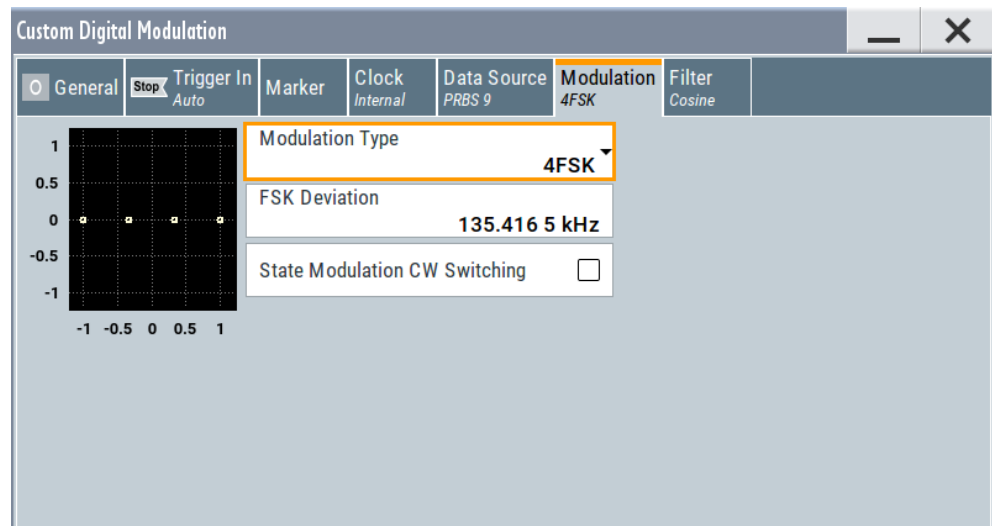 Custom Digital Modulation
O General
Stop Trigger In
Auto
Marker
Clock
Internal
Data Source
PRBS 9
Modulation
4FSK
Filter
Cosine
1
0.5
0
-0.5
-1
-1 -0.5 0 0.5 1
Modulation Type
4FSK
FSK Deviation
135.416 5 kHz
State Modulation CW Switching